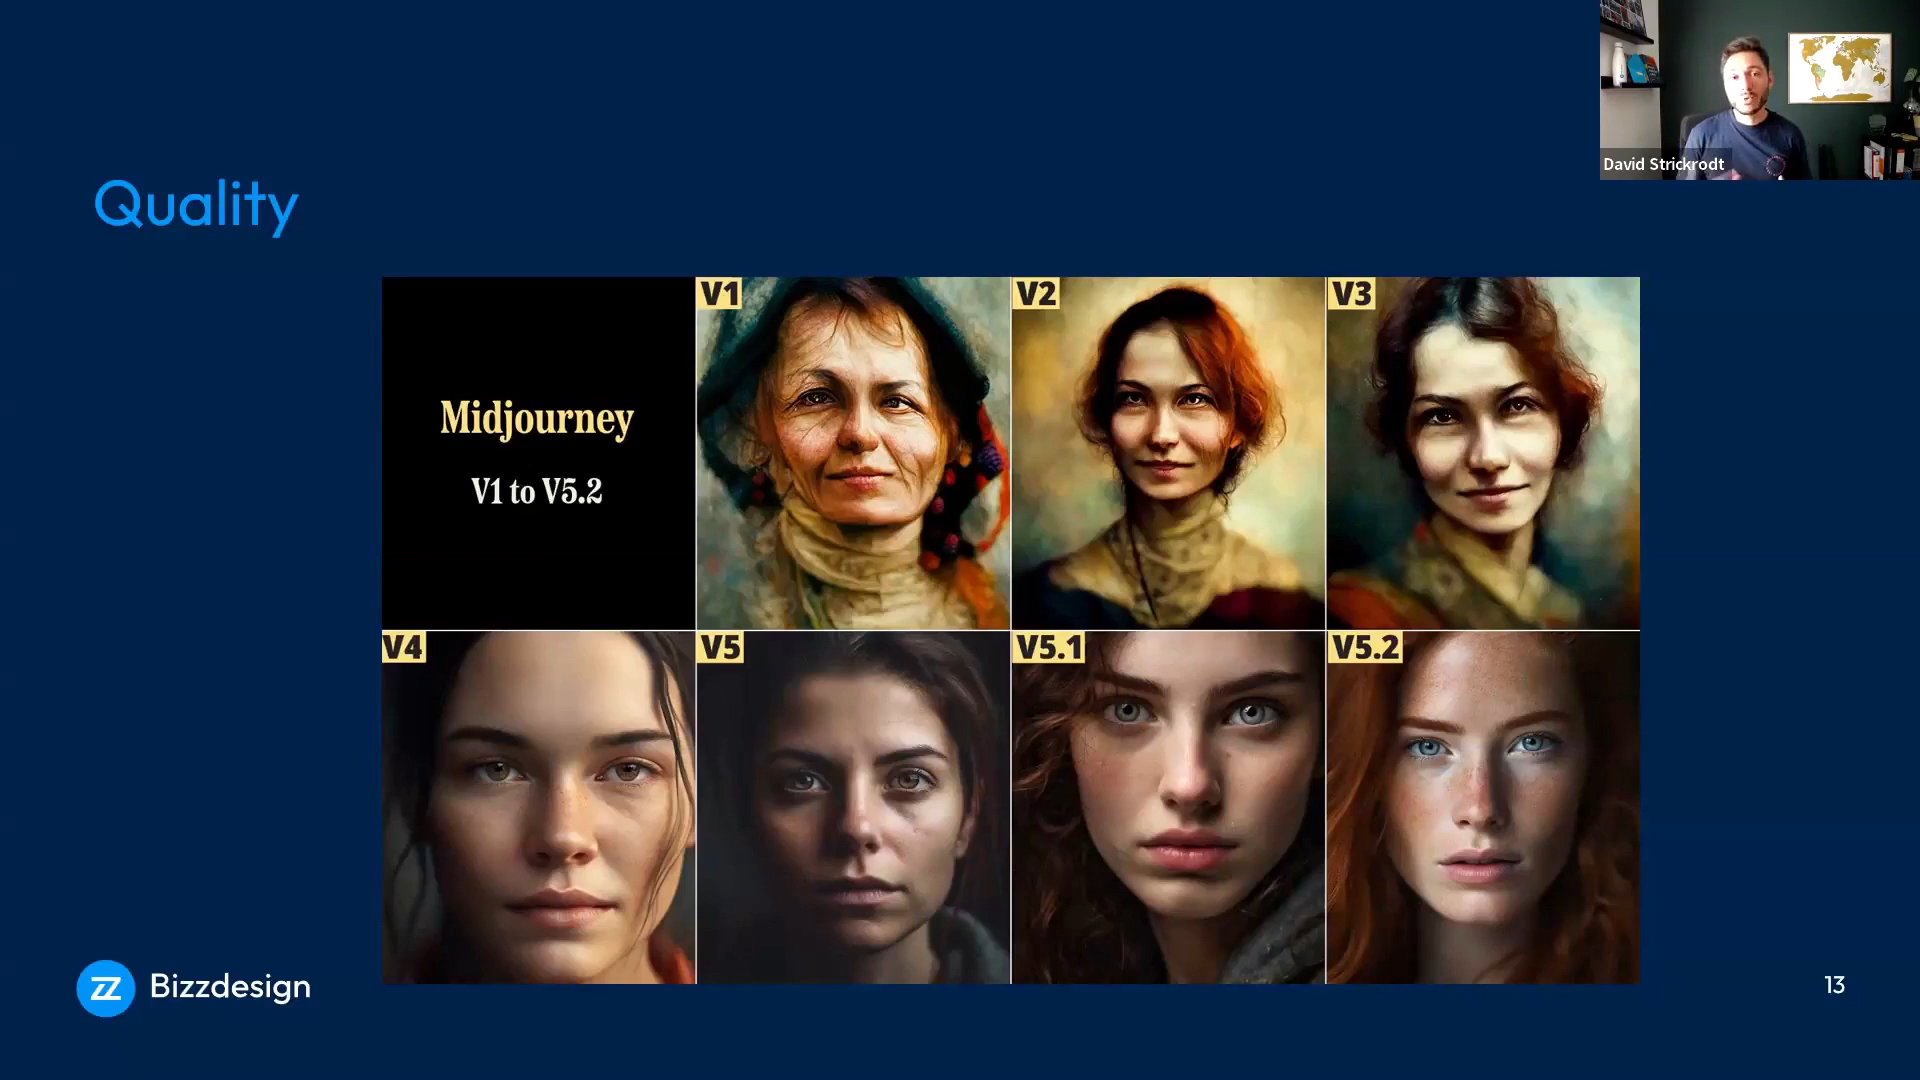 David Strickrodt
Quality
Midjourney
V1 to V5.2
V1
V2
V3
V4
V5
V5.1
V5.2
Bizzdesign
13